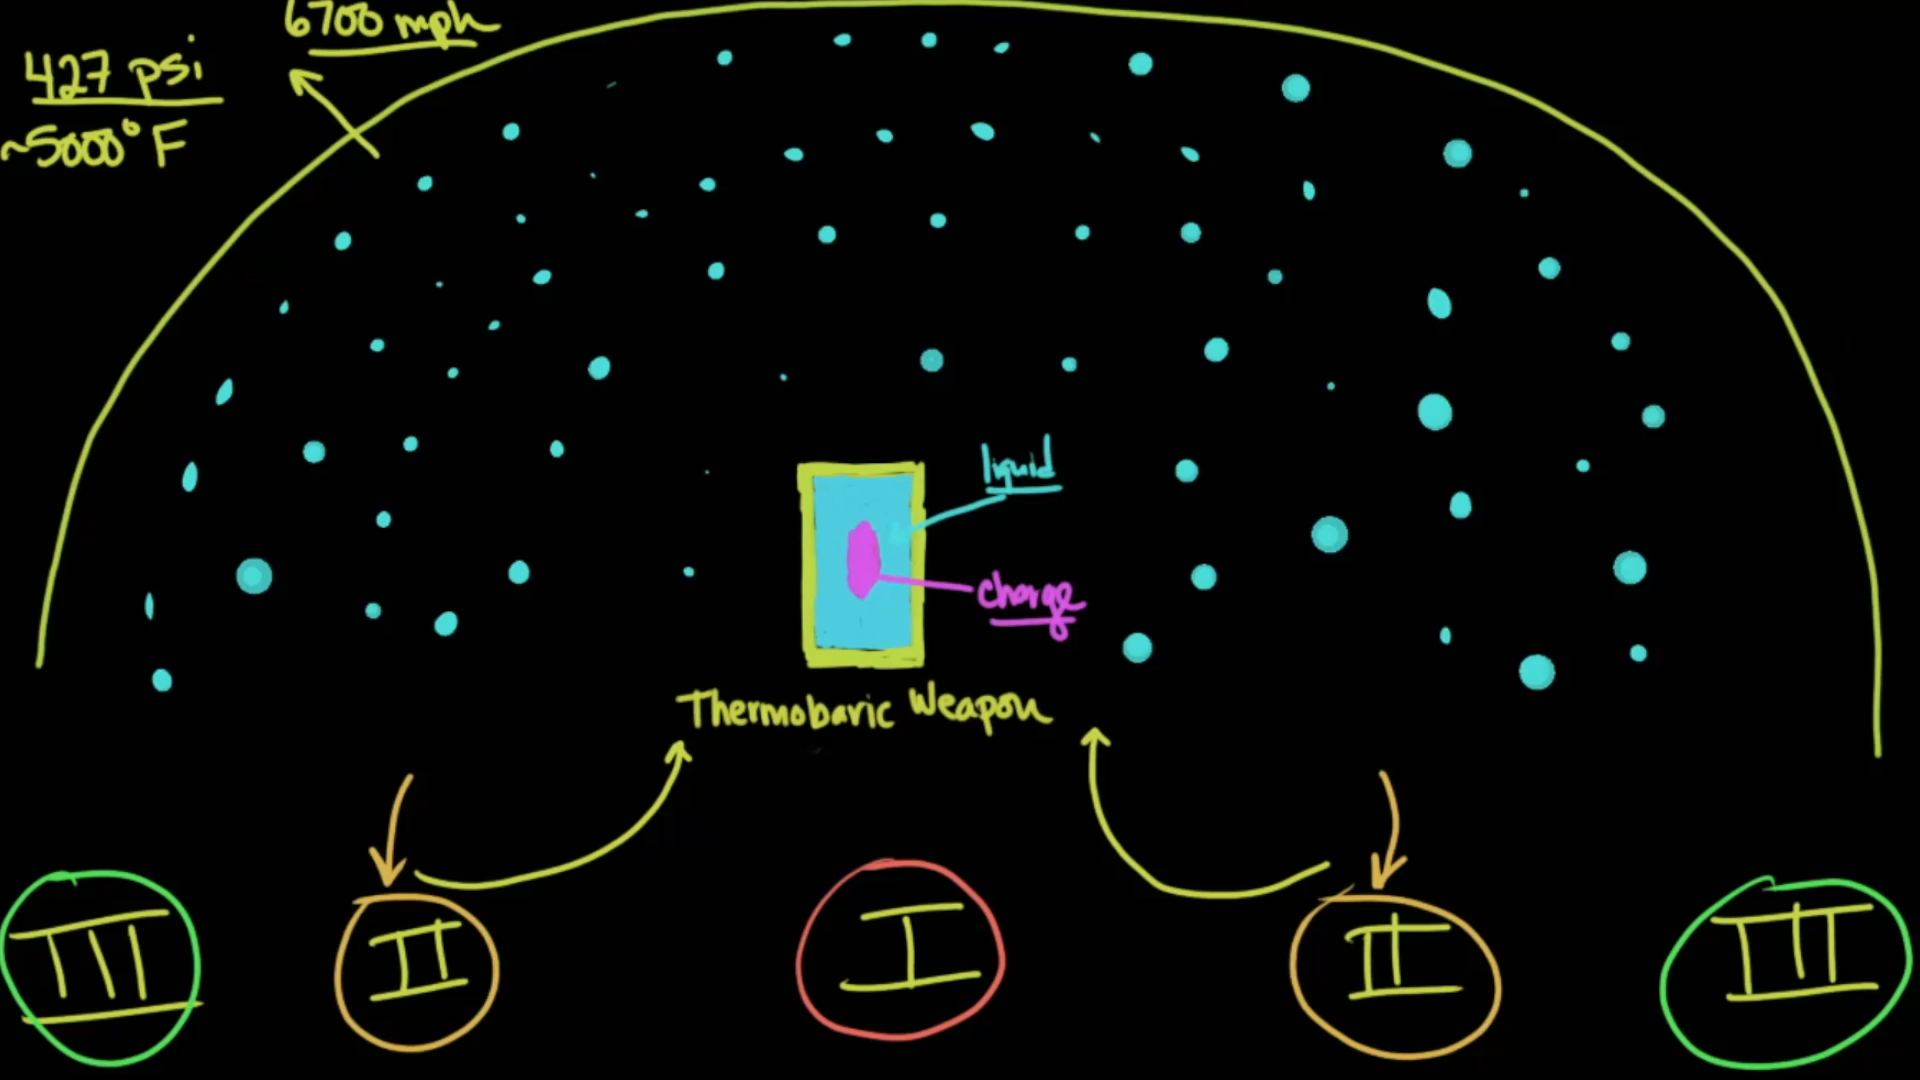 6700 mph
427 psi
~5000° F
liquid
charge
Thermobaric Weapon
III
II
I
II
III